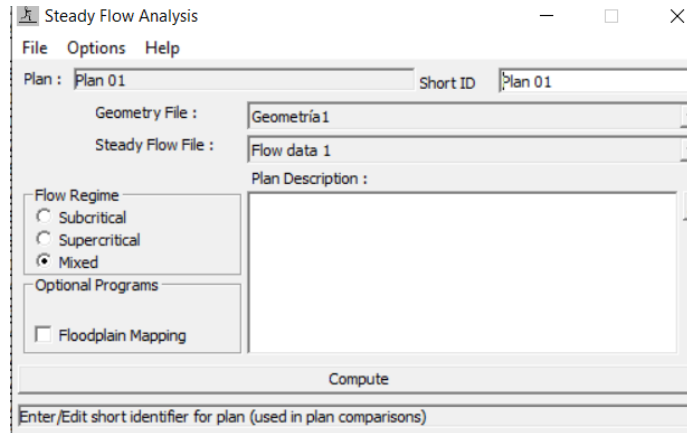 Steady Flow Analysis
File Options Help
Plan : Plan 01 Short ID Plan 01
Geometry File : Geometría1
Steady Flow File : Flow data 1
Plan Description :
Flow Regime
Subcritical
Supercritical
Mixed
Optional Programs
Floodplain Mapping
Compute
Enter/Edit short identifier for plan (used in plan comparisons)